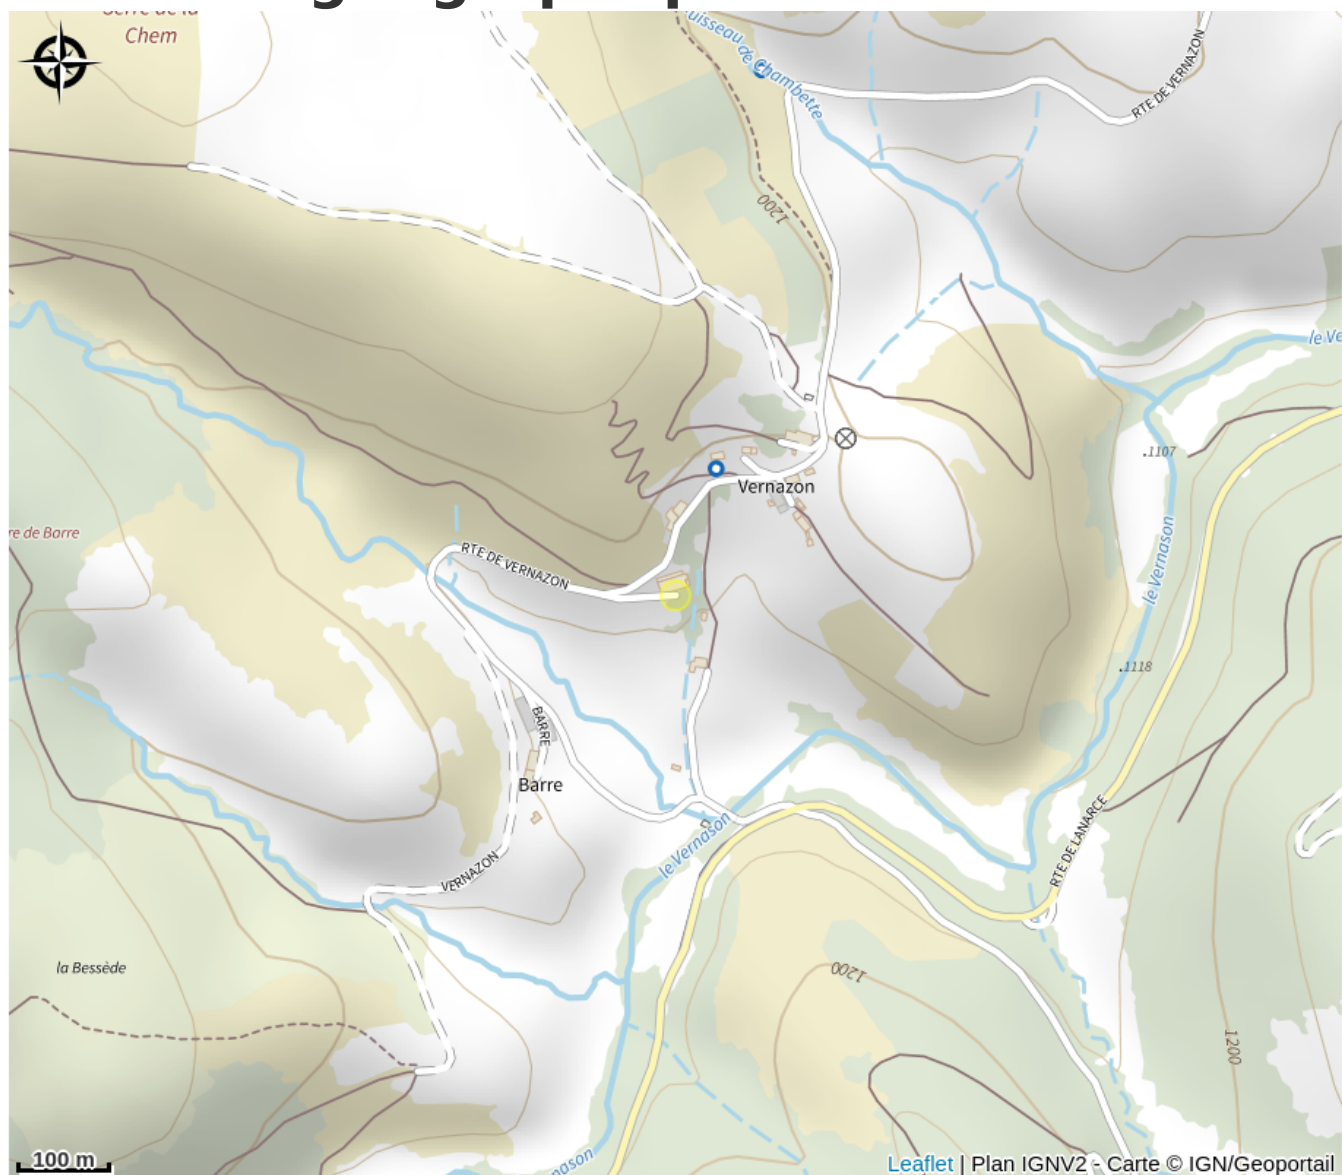 Chem
de Chambette
RTE DE VERNAZON
1200
le Ve
.1107
Vernazon
re de Barre
RTE DE VERNAZON
le Vernason
.1118
BARRE
Barre
le Vernason
RTE DE LANARCE
VERNAZON
la Bessède
1200
1200
100 m
nason
Leaflet | Plan IGNV2 - Carte © IGN/Geoportail